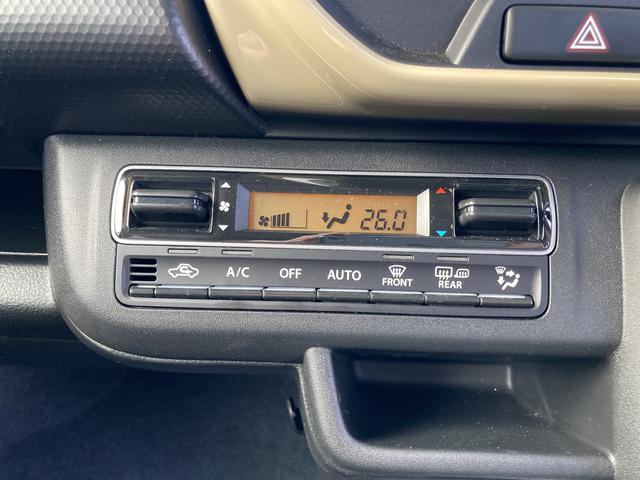 26.0
A/C OFF AUTO FRONT REAR